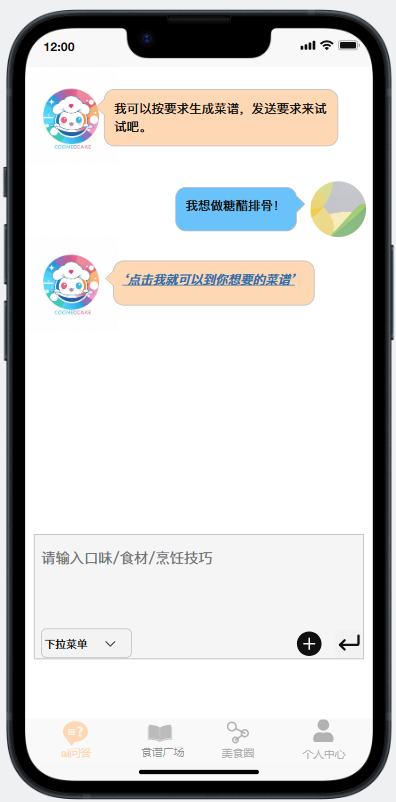 12:00
我可以按要求生成菜谱，发送要求来试
试吧。
我想做糖醋排骨！
‘点击我就可以到你想要的菜谱’
请输入口味/食材/烹饪技巧
下拉菜单
ai问答
食谱广场
美食圈
个人中心